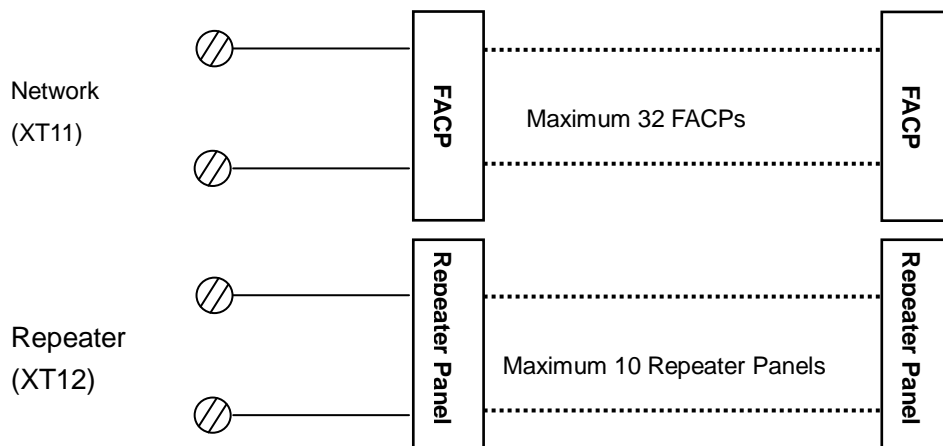 Network
(XT11)
FACP
Maximum 32 FACPs
FACP
Repeater
(XT12)
Repeater Panel
Maximum 10 Repeater Panels
Repeater Panel